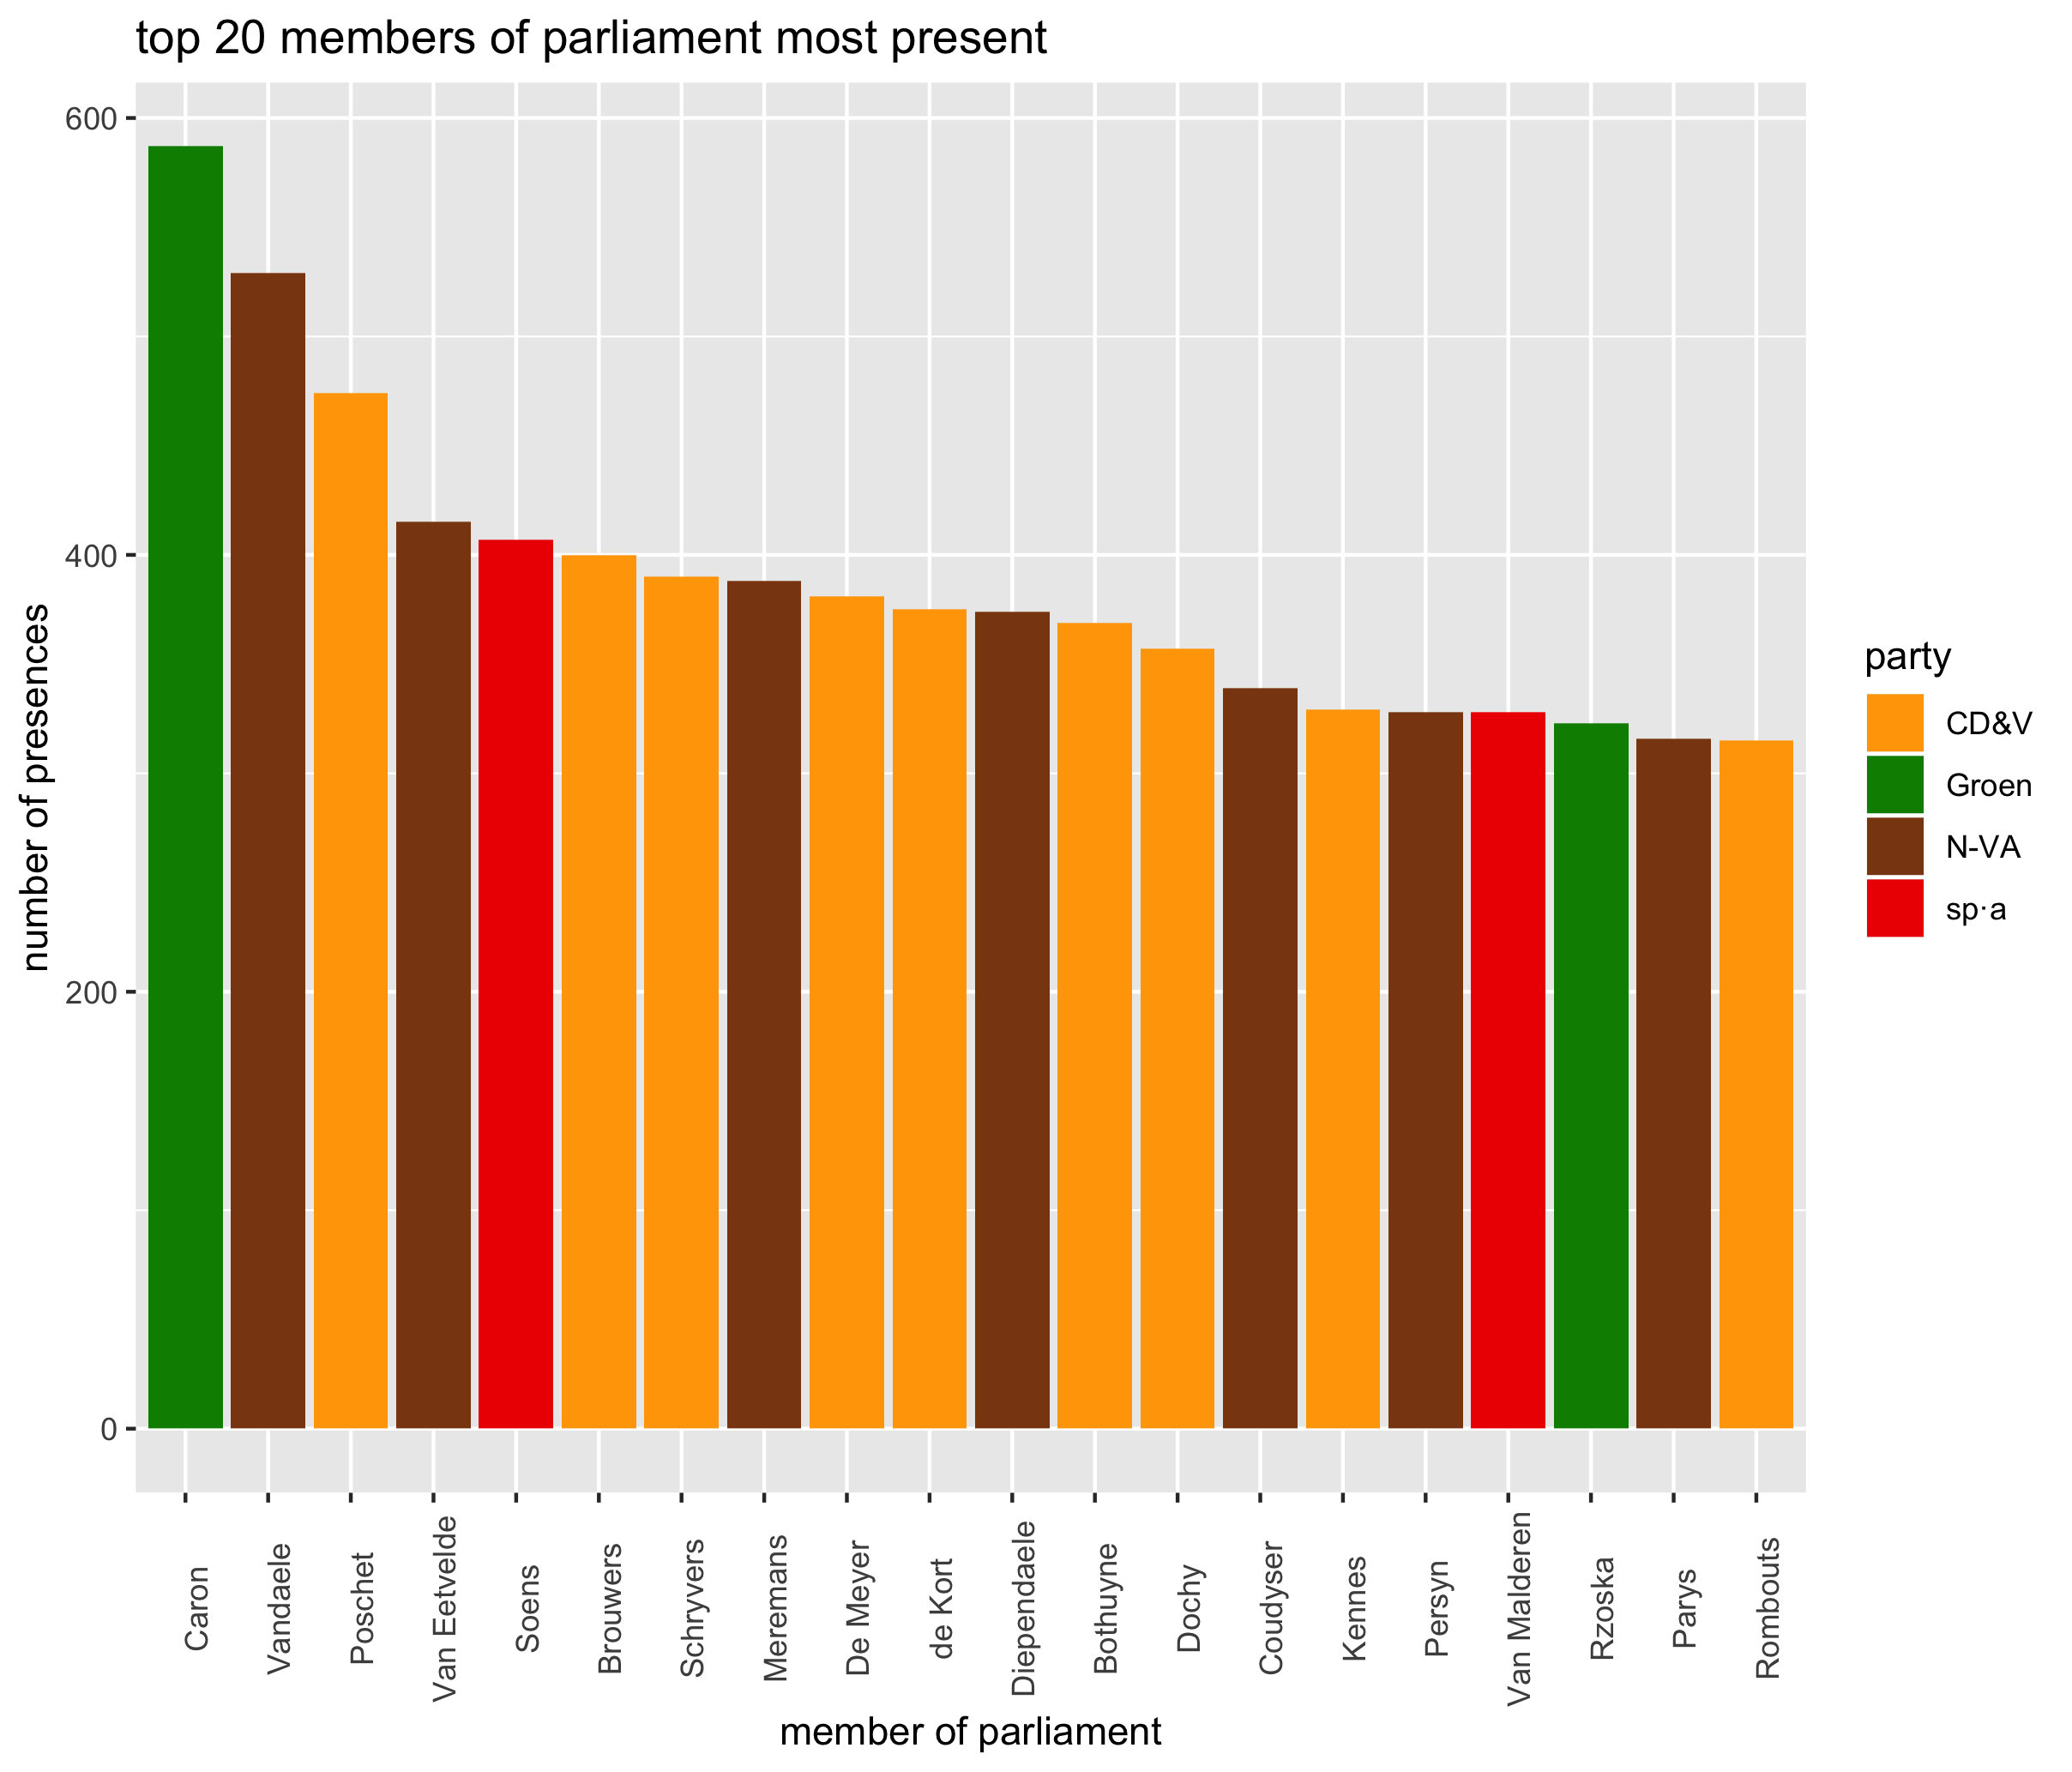 top 20 members of parliament most present
number of presences
600
400
200
0
Caron
Vandaele
Poschet
Van Eetvelde
Soens
Brouwers
Schryvers
Meremans
De Meyer
de Kort
Diependaele
Bothuyne
Dochy
Coudyser
Kennes
Persyn
Van Malderen
Rzoska
Parys
Rombouts
member of parliament
party
CD&V
Groen
N-VA
sp·a